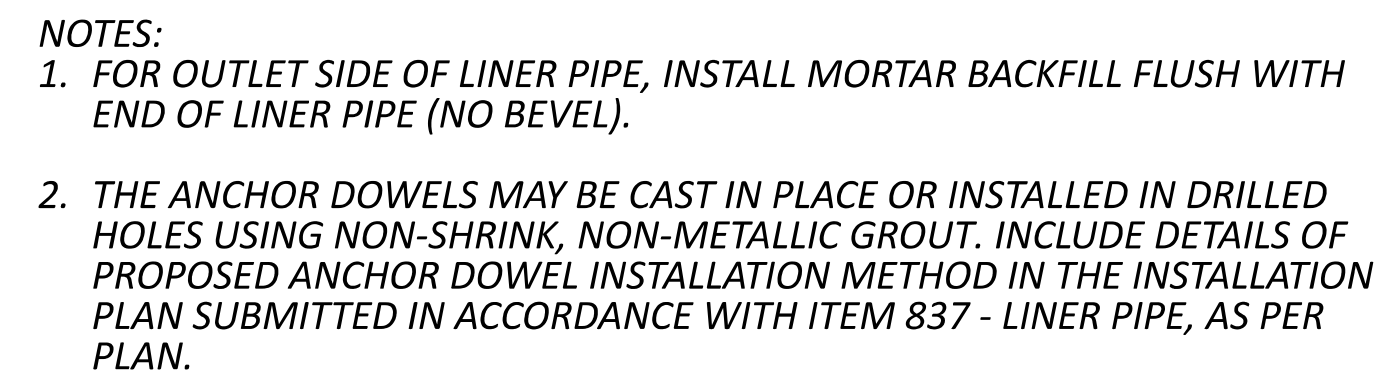 NOTES:
1. FOR OUTLET SIDE OF LINER PIPE, INSTALL MORTAR BACKFILL FLUSH WITH
END OF LINER PIPE (NO BEVEL).
2. THE ANCHOR DOWELS MAY BE CAST IN PLACE OR INSTALLED IN DRILLED
HOLES USING NON-SHRINK, NON-METALLIC GROUT. INCLUDE DETAILS OF
PROPOSED ANCHOR DOWEL INSTALLATION METHOD IN THE INSTALLATION
PLAN SUBMITTED IN ACCORDANCE WITH ITEM 837 - LINER PIPE, AS PER
PLAN.